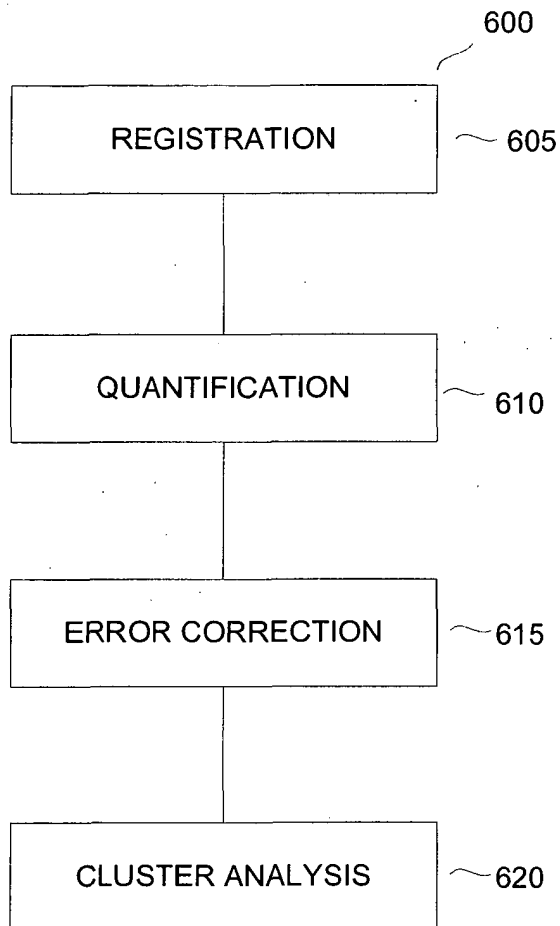 600
REGISTRATION
605
QUANTIFICATION
610
ERROR CORRECTION
615
CLUSTER ANALYSIS
620